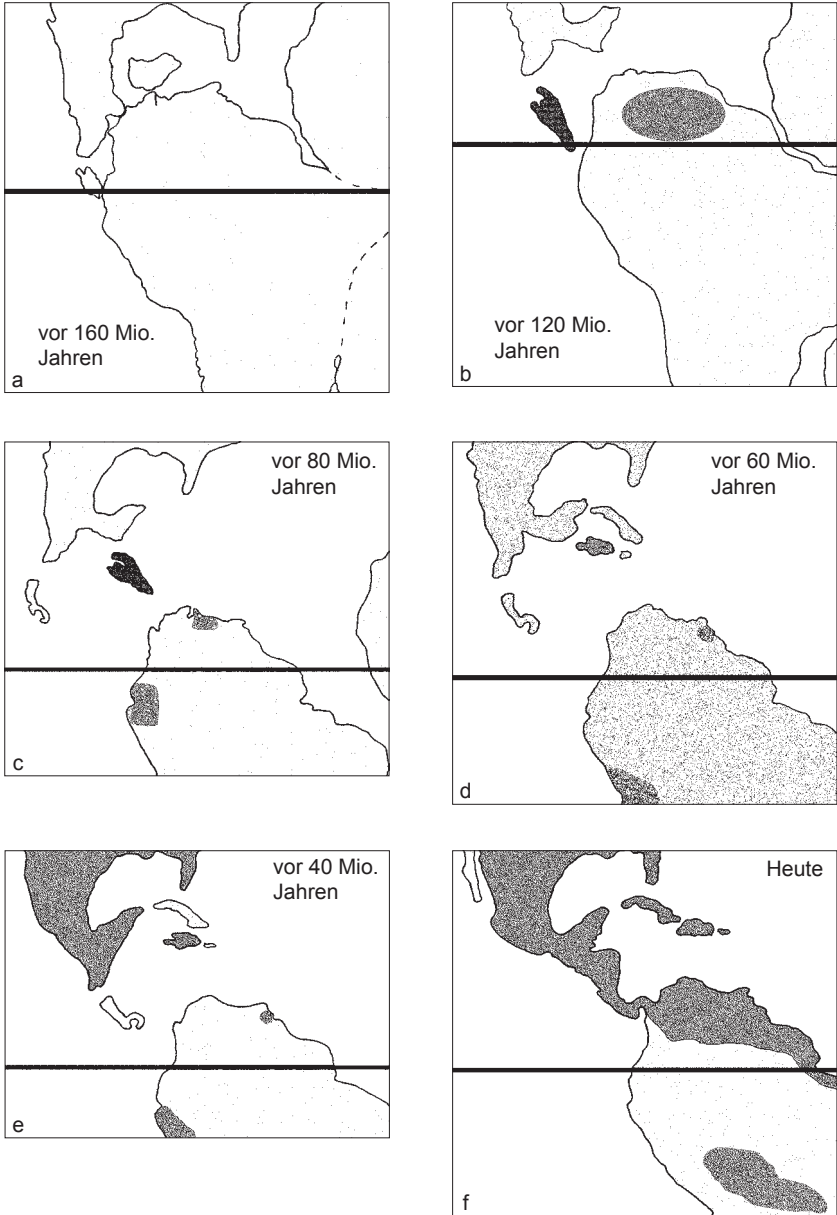 vor 160 Mio.
Jahren
a
vor 120 Mio.
Jahren
b
vor 80 Mio.
Jahren
c
vor 60 Mio.
Jahren
d
vor 40 Mio.
Jahren
e
Heute
f